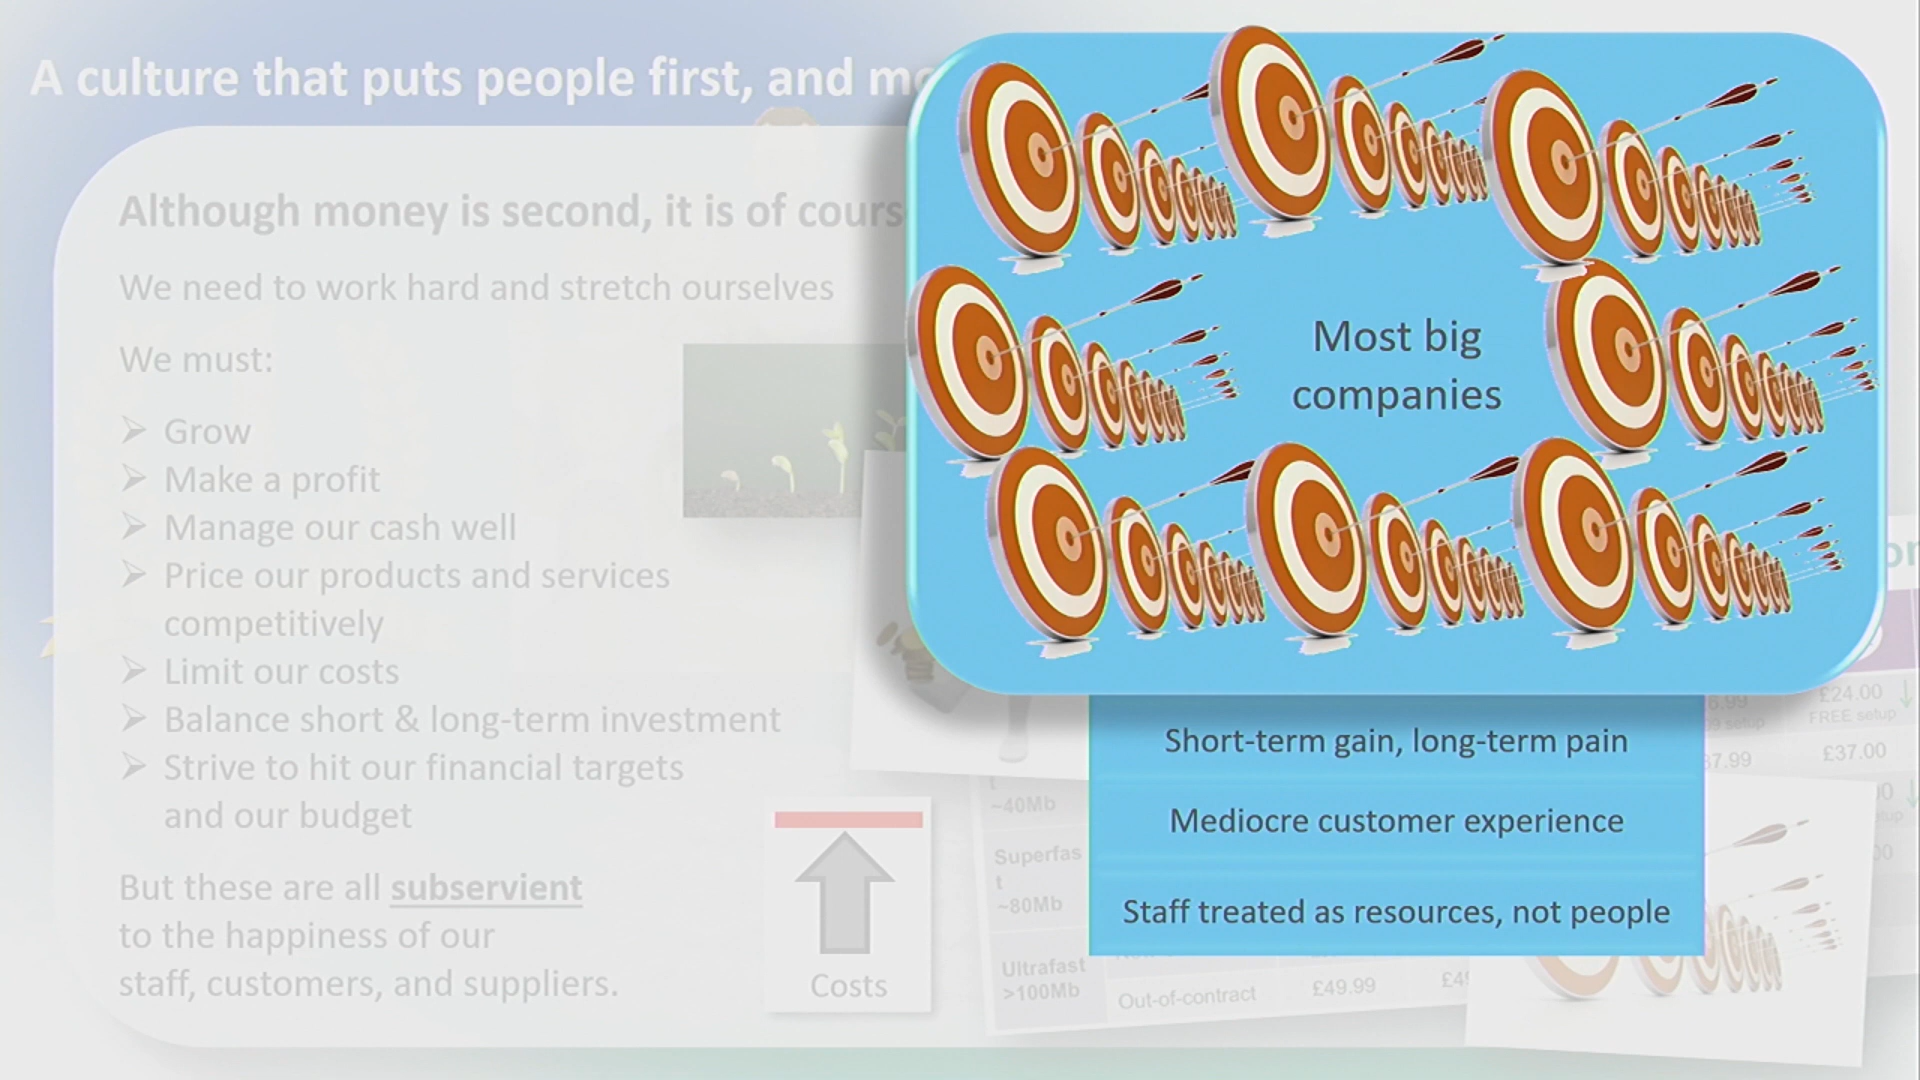 A culture that puts people first, and
Although money is second, it is of
We need to work hard and stretch ourselves
We must:
➢ Grow
➢ Make a profit
➢ Manage our cash well
➢ Price our products and services
competitively
➢ Limit our costs
➢ Balance short & long-term investment
➢ Strive to hit our financial targets
and our budget
But these are all subservient
to the happiness of our
staff, customers, and suppliers.
Costs
Most big
companies
Short-term gain, long-term pain
Mediocre customer experience
Staff treated as resources, not people
£24.00
FREE setup
£37.00
~40Mb
Superfas
t
~80Mb
Ultrafast
>100Mb
Out-of-contract
£49.99